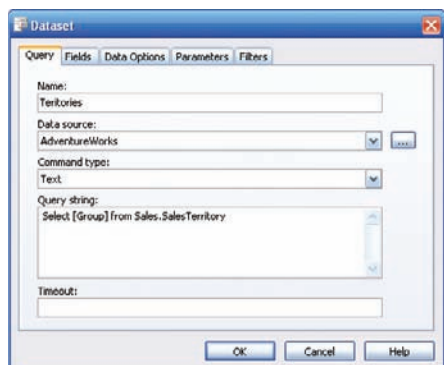 Dataset
Query Fields Data Options Parameters Filters
Name:
Teritories
Data source:
AdventureWorks
...
Command type:
Text
Query string:
Select [Group] from Sales.SalesTerritory
Timeout:
OK Cancel Help